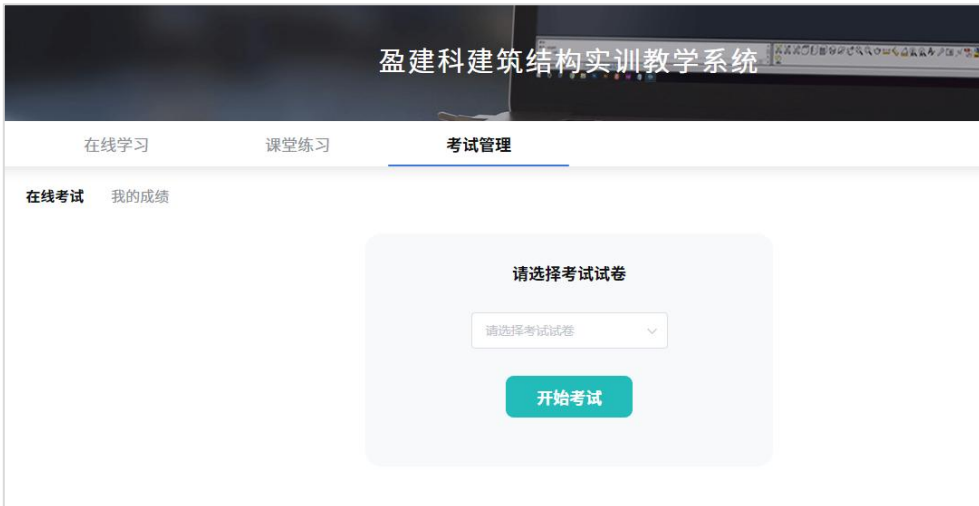 盈建科建筑结构实训教学系统
在线学习 课堂练习 考试管理
在线考试 我的成绩
请选择考试试卷
请选择考试试卷
开始考试